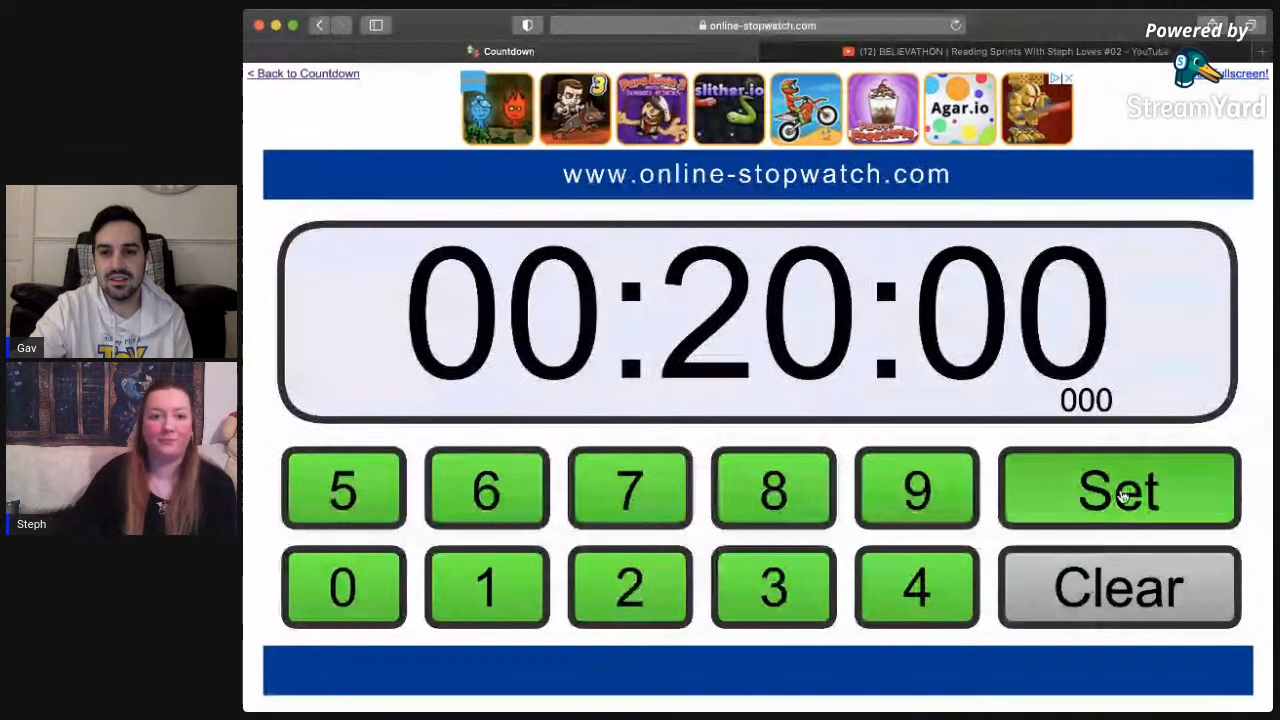 online-stopwatch.com
Powered by
Countdown
(12) BELIEVATHON | Reading Sprints With Steph Loves #02 – YouTube
< Back to Countdown
3
slither.io
Agar.io
ullscreen!
S
StreamYard
www.online-stopwatch.com
00:20:00
000
5 6 7 8 9 Set
0 1 2 3 4 Clear
Gav
Steph